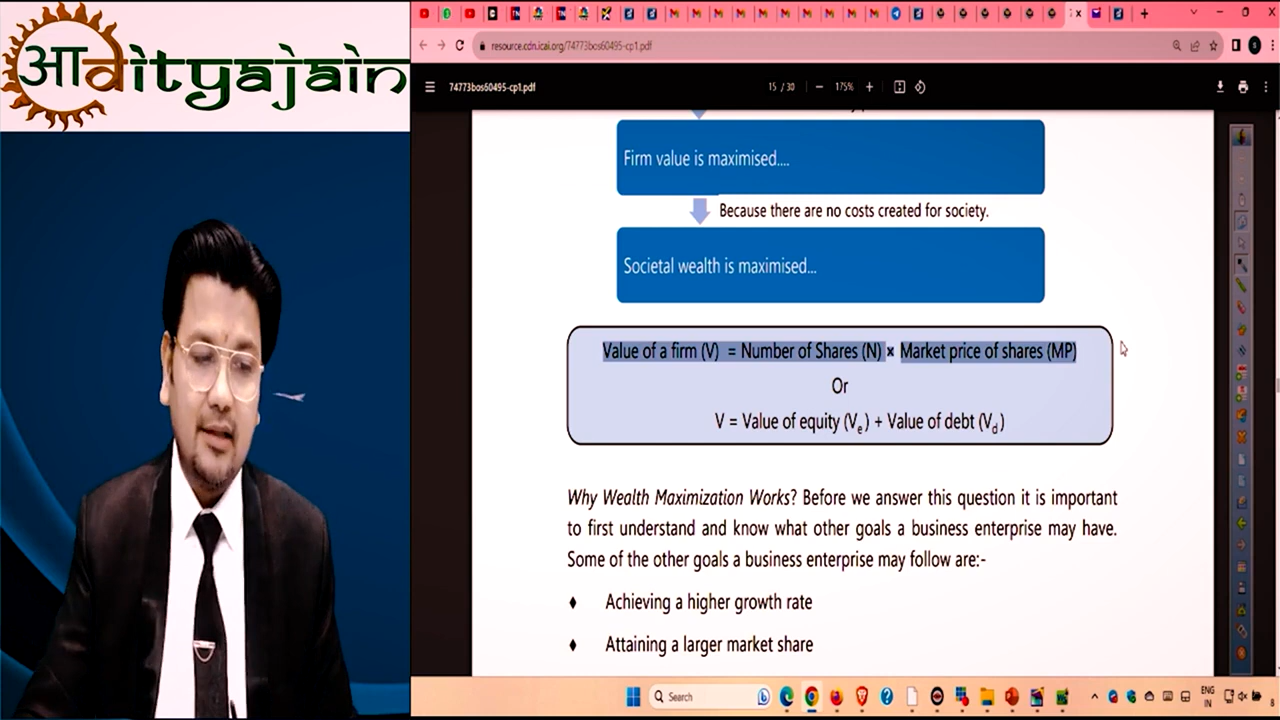 आdityajain
resource.cdn.icai.org/74773bos60495-cp1.pdf
74773bos60495-cp1.pdf
15 / 30
175%
Firm value is maximised....
Because there are no costs created for society.
Societal wealth is maximised...
Value of a firm (V) = Number of Shares (N) × Market price of shares (MP)
Or
V = Value of equity (Ve) + Value of debt (Vd)
Why Wealth Maximization Works? Before we answer this question it is important
to first understand and know what other goals a business enterprise may have.
Some of the other goals a business enterprise may follow are:-
♦ Achieving a higher growth rate
♦ Attaining a larger market share
Search
ENG
IN